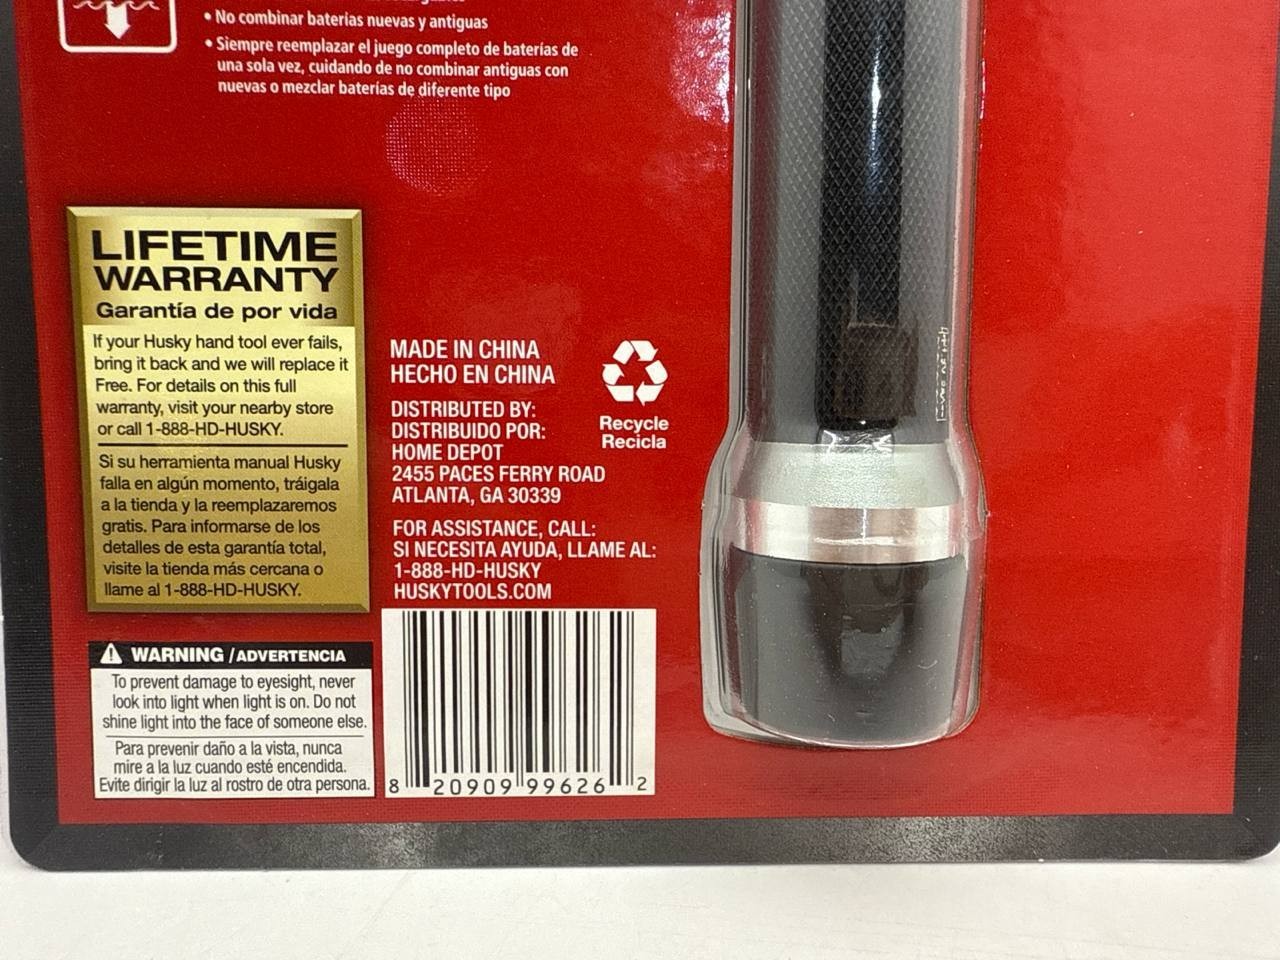 • No combinar baterías nuevas y antiguas
• Siempre reemplazar el juego completo de baterías de
una sola vez, cuidando de no combinar antiguas con
nuevas o mezclar baterías de diferente tipo
LIFETIME
WARRANTY
Garantía de por vida
If your Husky hand tool ever fails,
bring it back and we will replace it
Free. For details on this full
warranty, visit your nearby store
or call 1-888-HD-HUSKY.
Si su herramienta manual Husky
falla en algún momento, tráigala
a la tienda y la reemplazaremos
gratis. Para informarse de los
detalles de esta garantía total,
visite la tienda más cercana o
llame al 1-888-HD-HUSKY.
WARNING / ADVERTENCIA
To prevent damage to eyesight, never
look into light when light is on. Do not
shine light into the face of someone else.
Para prevenir daño a la vista, nunca
mire a la luz cuando esté encendida.
Evite dirigir la luz al rostro de otra persona.
MADE IN CHINA
HECHO EN CHINA
DISTRIBUTED BY:
DISTRIBUIDO POR:
HOME DEPOT
2455 PACES FERRY ROAD
ATLANTA, GA 30339
FOR ASSISTANCE, CALL:
SI NECESITA AYUDA, LLAME AL:
1-888-HD-HUSKY
HUSKYTOOLS.COM
Recycle
Recicla
8 20909 99626 2